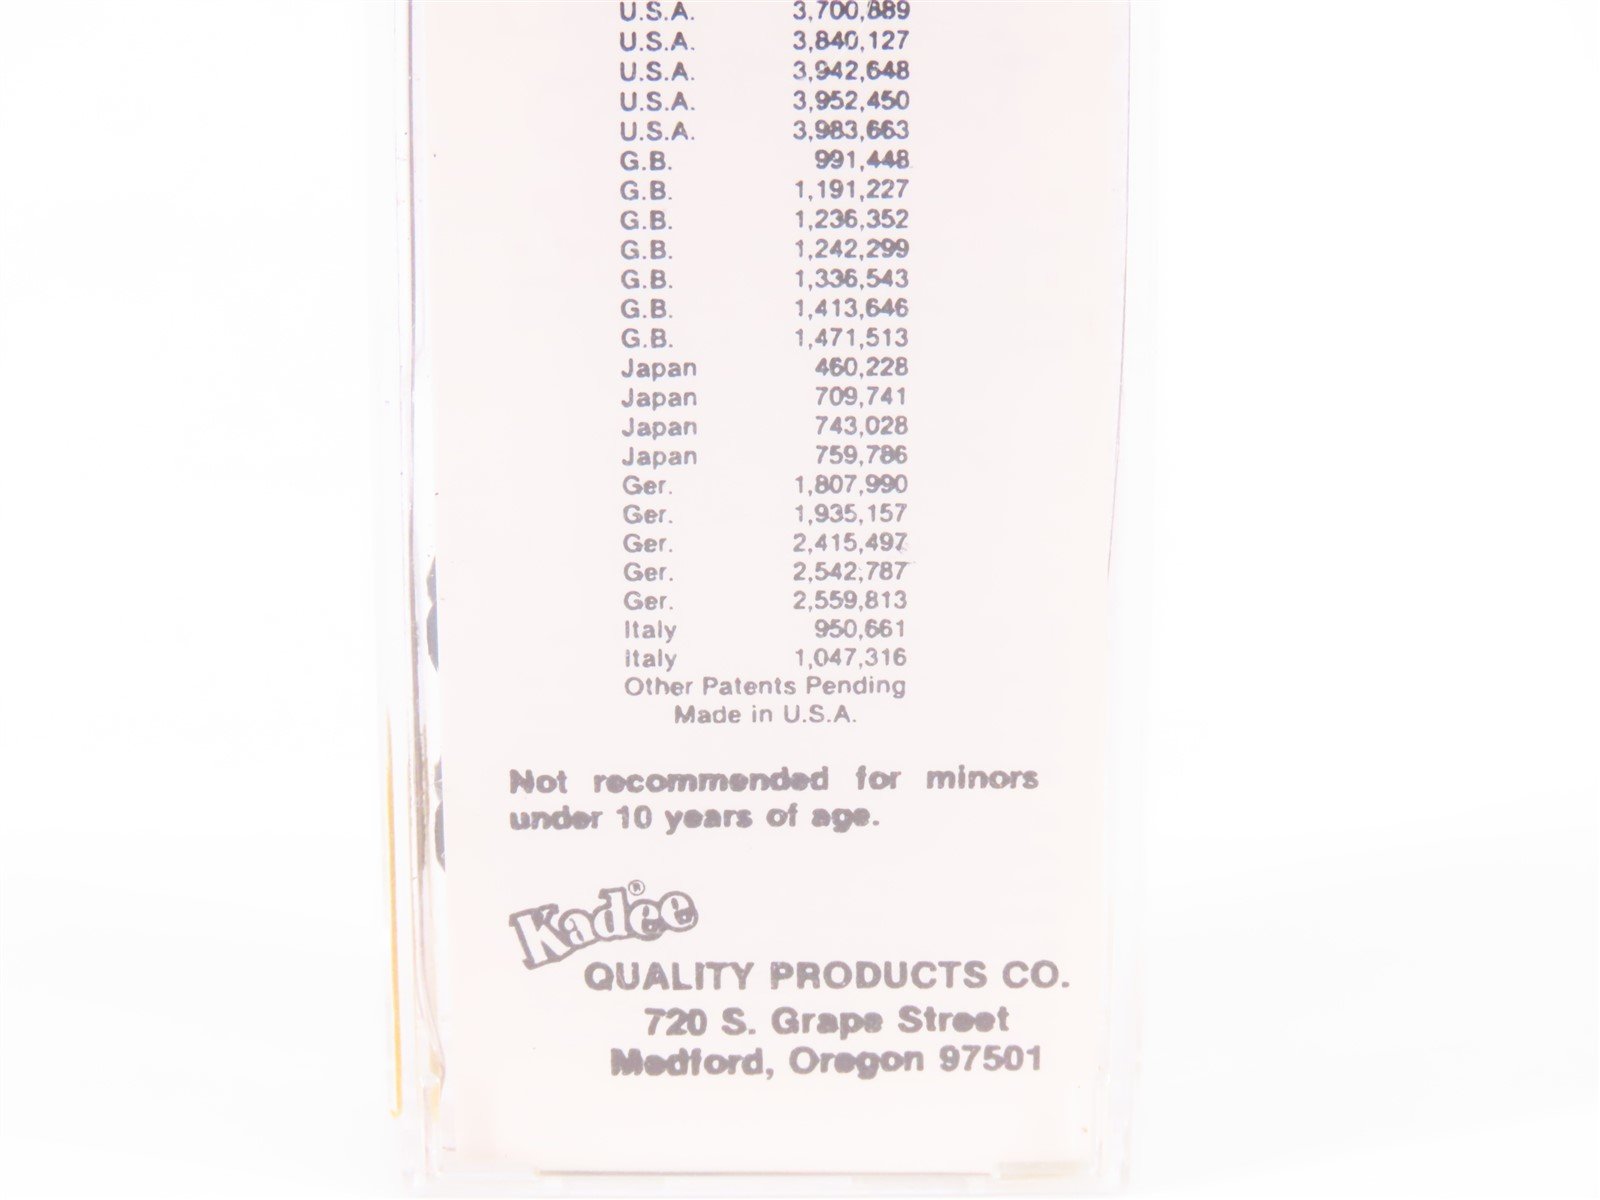 U.S.A. 3,700,889
U.S.A. 3,840,127
U.S.A. 3,942,648
U.S.A. 3,952,450
U.S.A. 3,983,663
G.B. 991,448
G.B. 1,191,227
G.B. 1,236,352
G.B. 1,242,299
G.B. 1,336,543
G.B. 1,413,646
G.B. 1,471,513
Japan 460,228
Japan 709,741
Japan 743,028
Japan 759,786
Ger. 1,807,990
Ger. 1,935,157
Ger. 2,415,497
Ger. 2,542,787
Ger. 2,559,813
Italy 950,661
Italy 1,047,316
Other Patents Pending
Made in U.S.A.
Not recommended for minors
under 10 years of age.
Kadee®
QUALITY PRODUCTS CO.
720 S. Grape Street
Medford, Oregon 97501